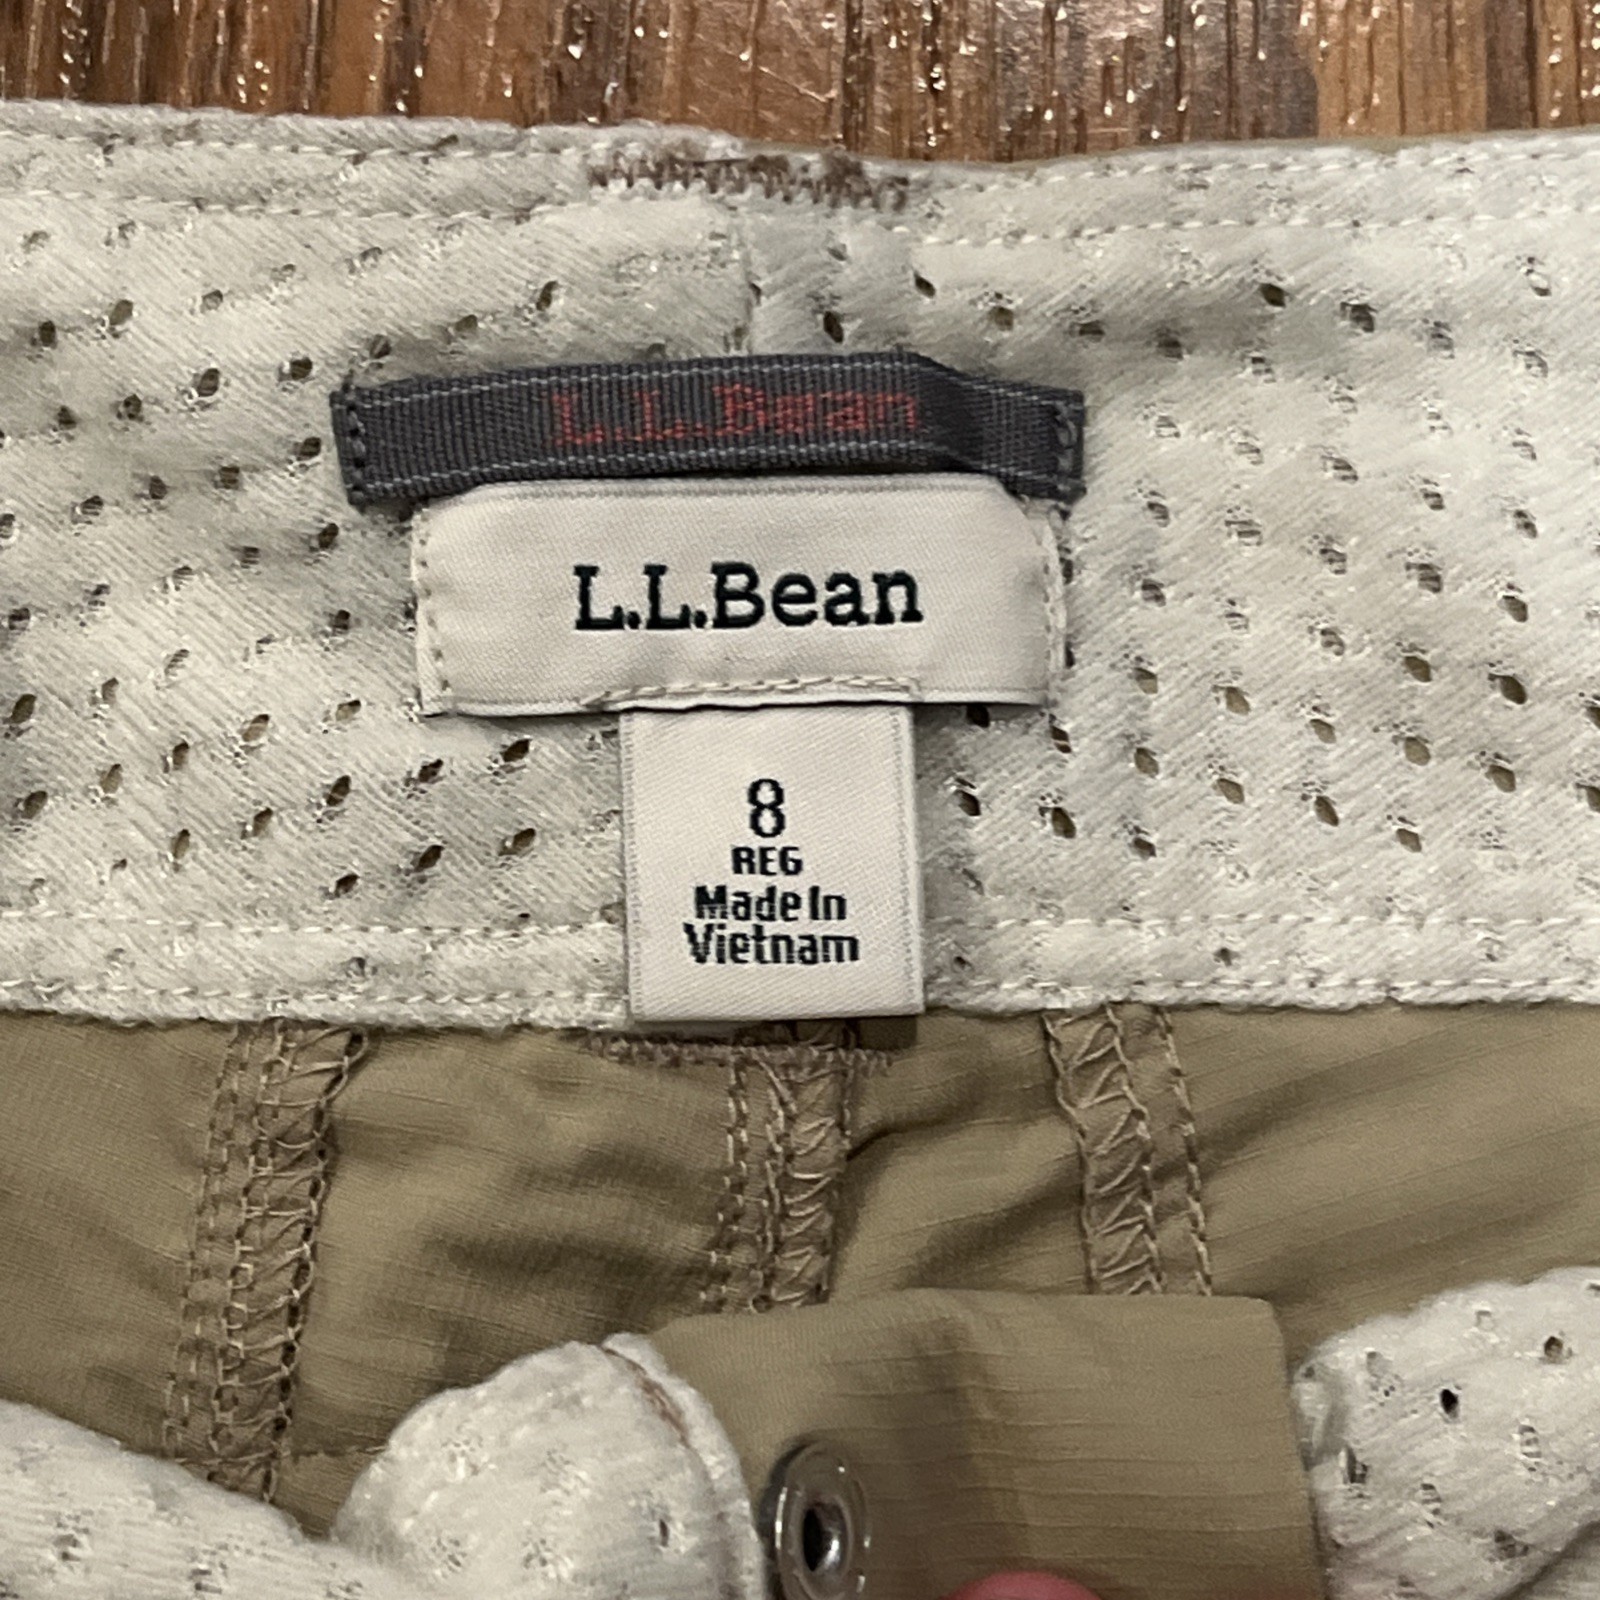 L.L.Bean
L.L.Bean
8
REG
Made In
Vietnam